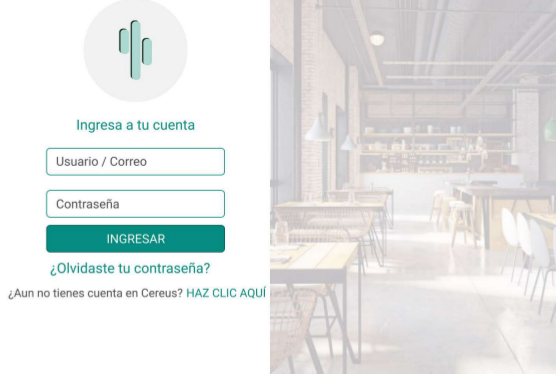 Ingresa a tu cuenta
Usuario / Correo
Contraseña
INGRESAR
¿Olvidaste tu contraseña?
¿Aun no tienes cuenta en Cereus? HAZ CLIC AQUÍ